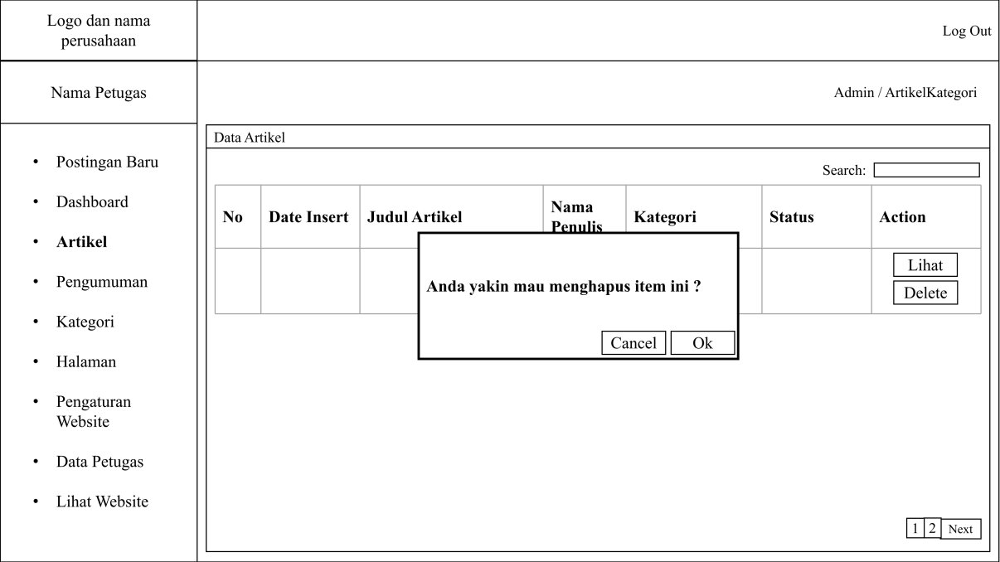 Logo dan nama
perusahaan
Log Out
Nama Petugas
Admin / ArtikelKategori
• Postingan Baru
• Dashboard
• Artikel
• Pengumuman
• Kategori
• Halaman
• Pengaturan
Website
• Data Petugas
• Lihat Website
Data Artikel
Search:
No Date Insert Judul Artikel Nama Penulis Kategori Status Action
Lihat
Delete
Anda yakin mau menghapus item ini ?
Cancel Ok
1 2 Next